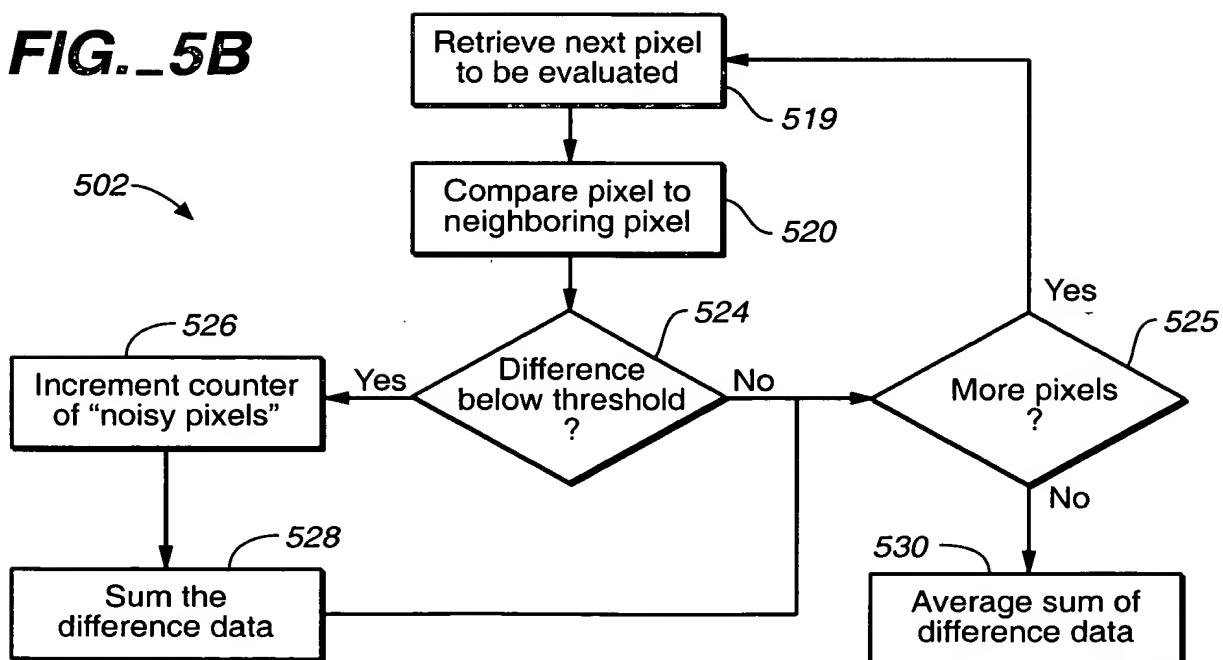 FIG._5B
Retrieve next pixel
to be evaluated
519
502
Compare pixel to
neighboring pixel
520
524
Difference
below threshold
?
Yes
No
526
Increment counter
of “noisy pixels”
528
Sum the
difference data
525
More pixels
?
Yes
No
530
Average sum of
difference data